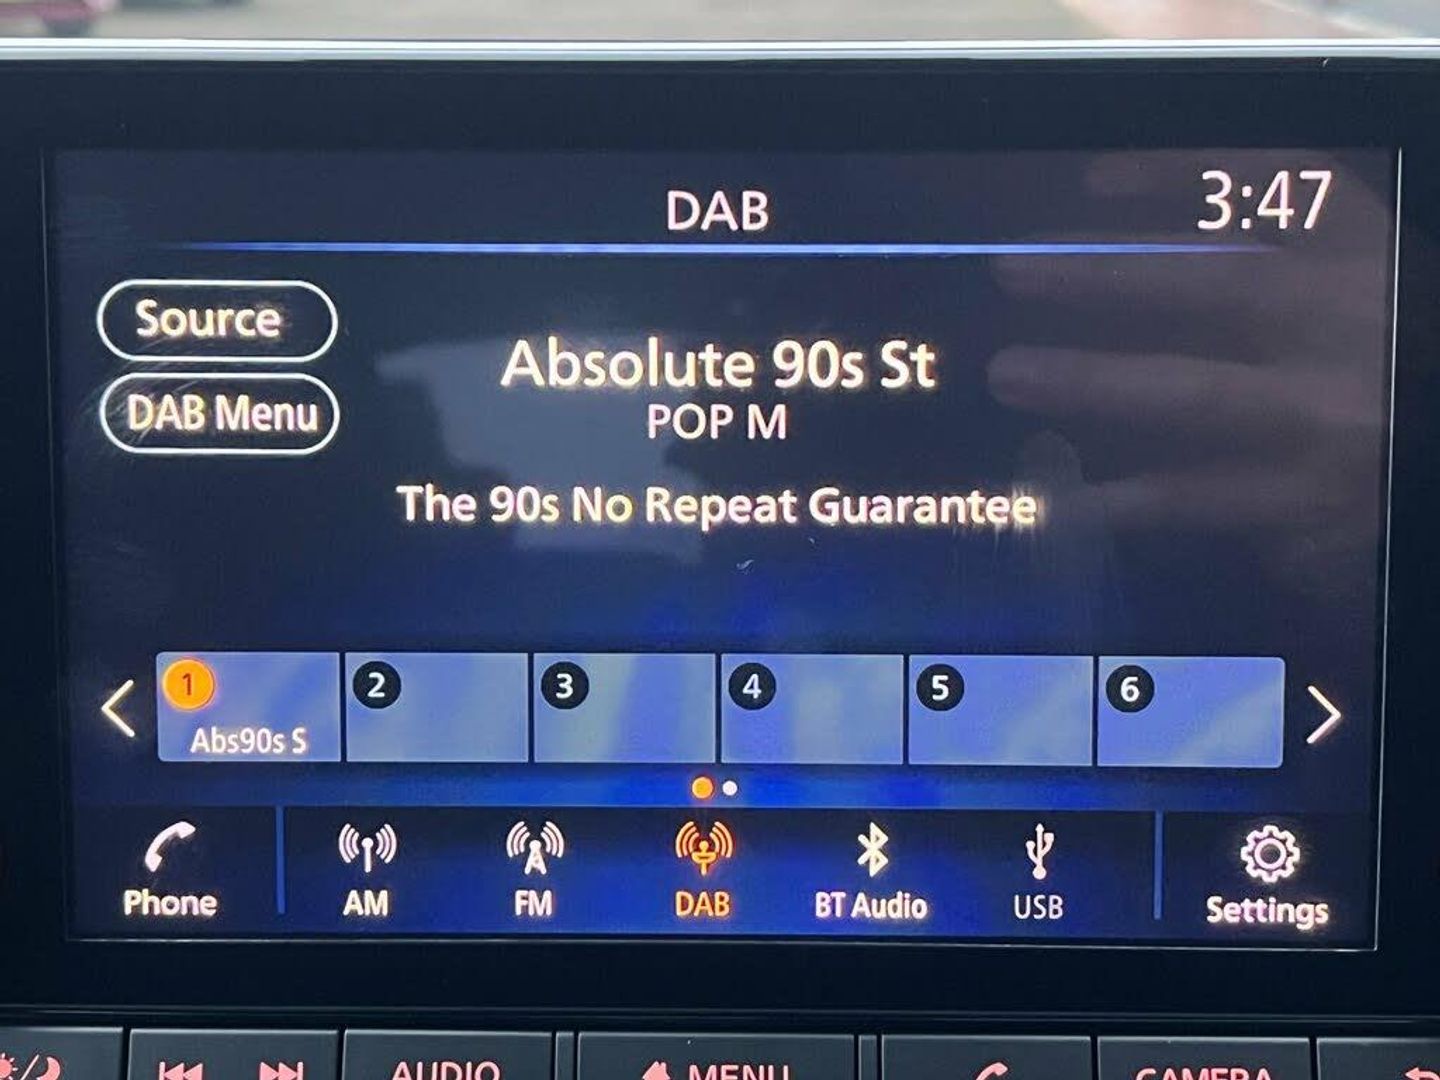 DAB
3:47
Source
Absolute 90s St
DAB Menu
POP M
The 90s No Repeat Guarantee
1
2
3
4
5
6
Abs90s S
Phone
AM
FM
DAB
BT Audio
USB
Settings
AUDIO
MENU
CAMERA